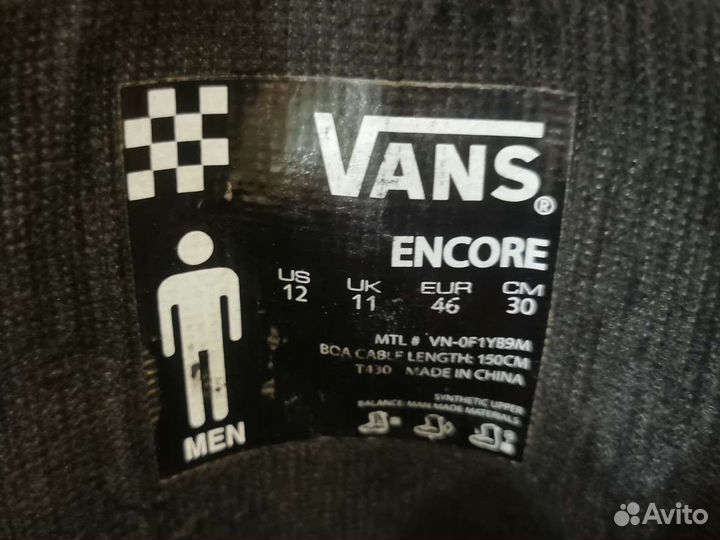 VANS®
ENCORE
US UK EUR CM
12 11 46 30
MTL # VN-0F1YB9M
BOA CABLE LENGTH: 150CM
T430 MADE IN CHINA
SYNTHETIC UPPER
BALANCE: MAN MADE MATERIALS
MEN
Avito